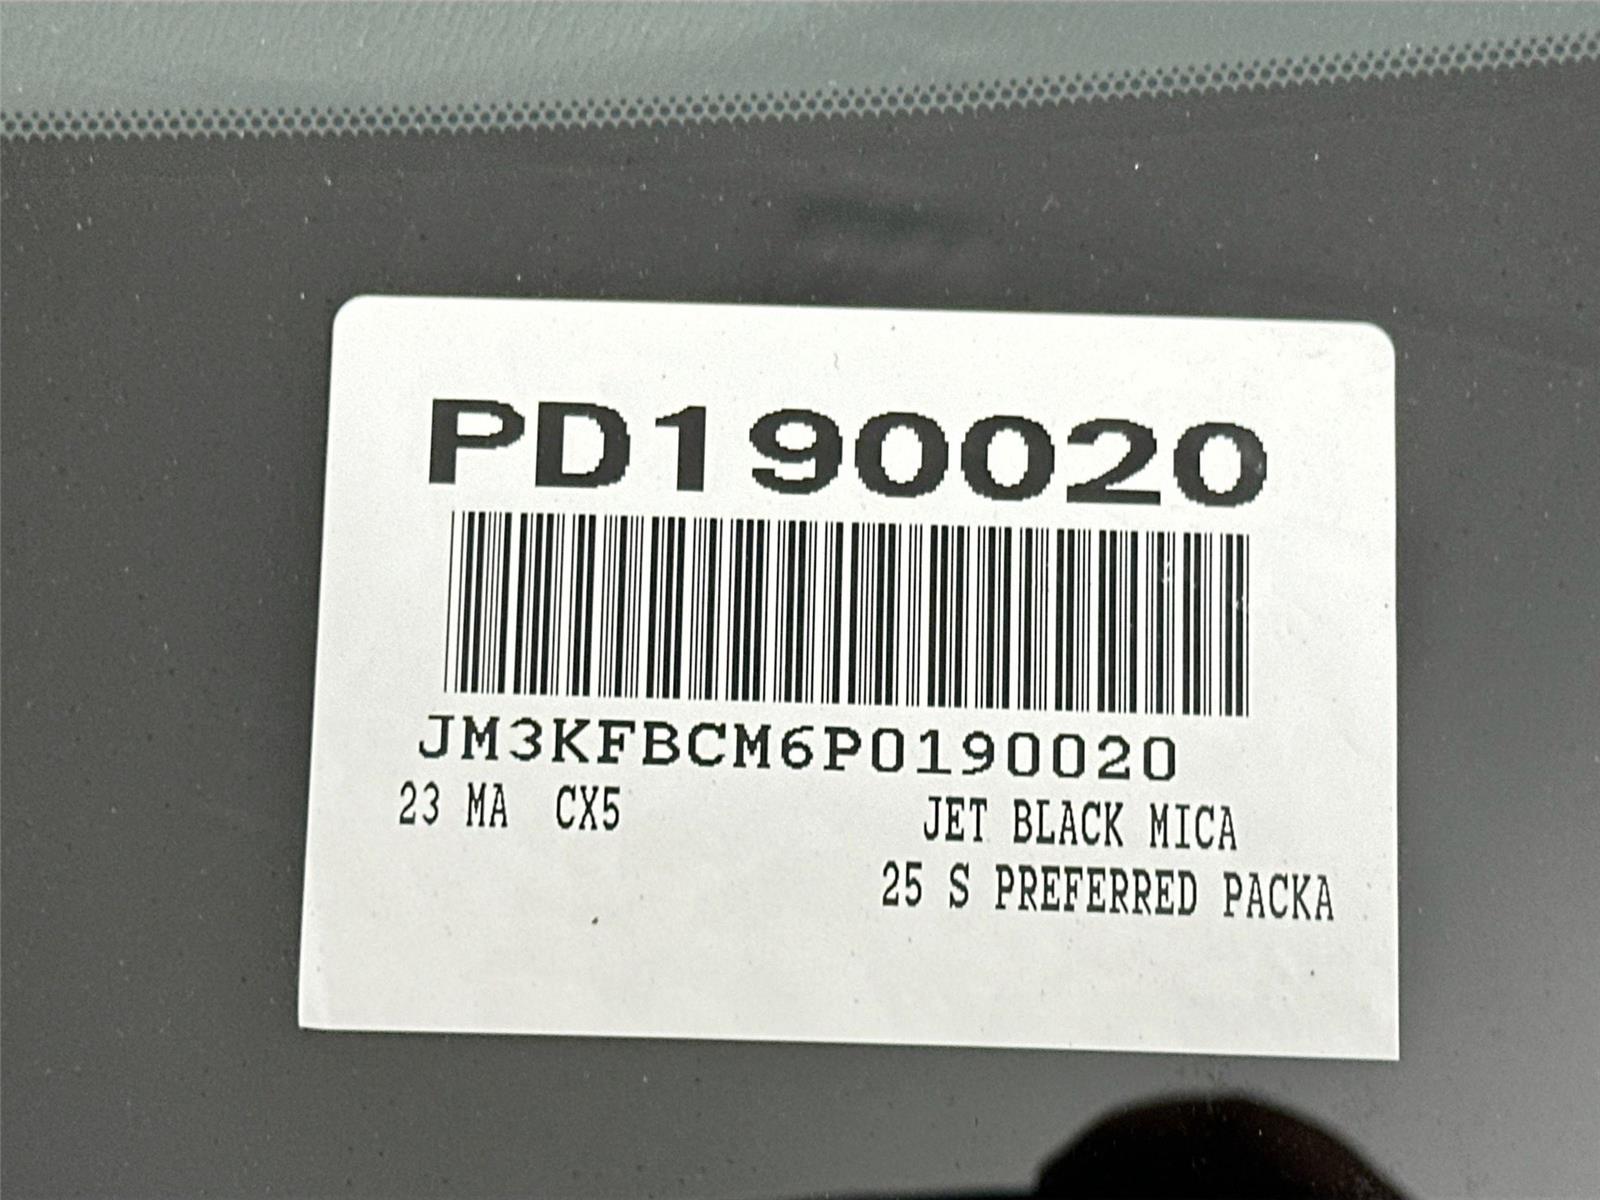 PD190020
JM3KFBCM6P0190020
23 MA CX5 JET BLACK MICA
25 S PREFERRED PACKA